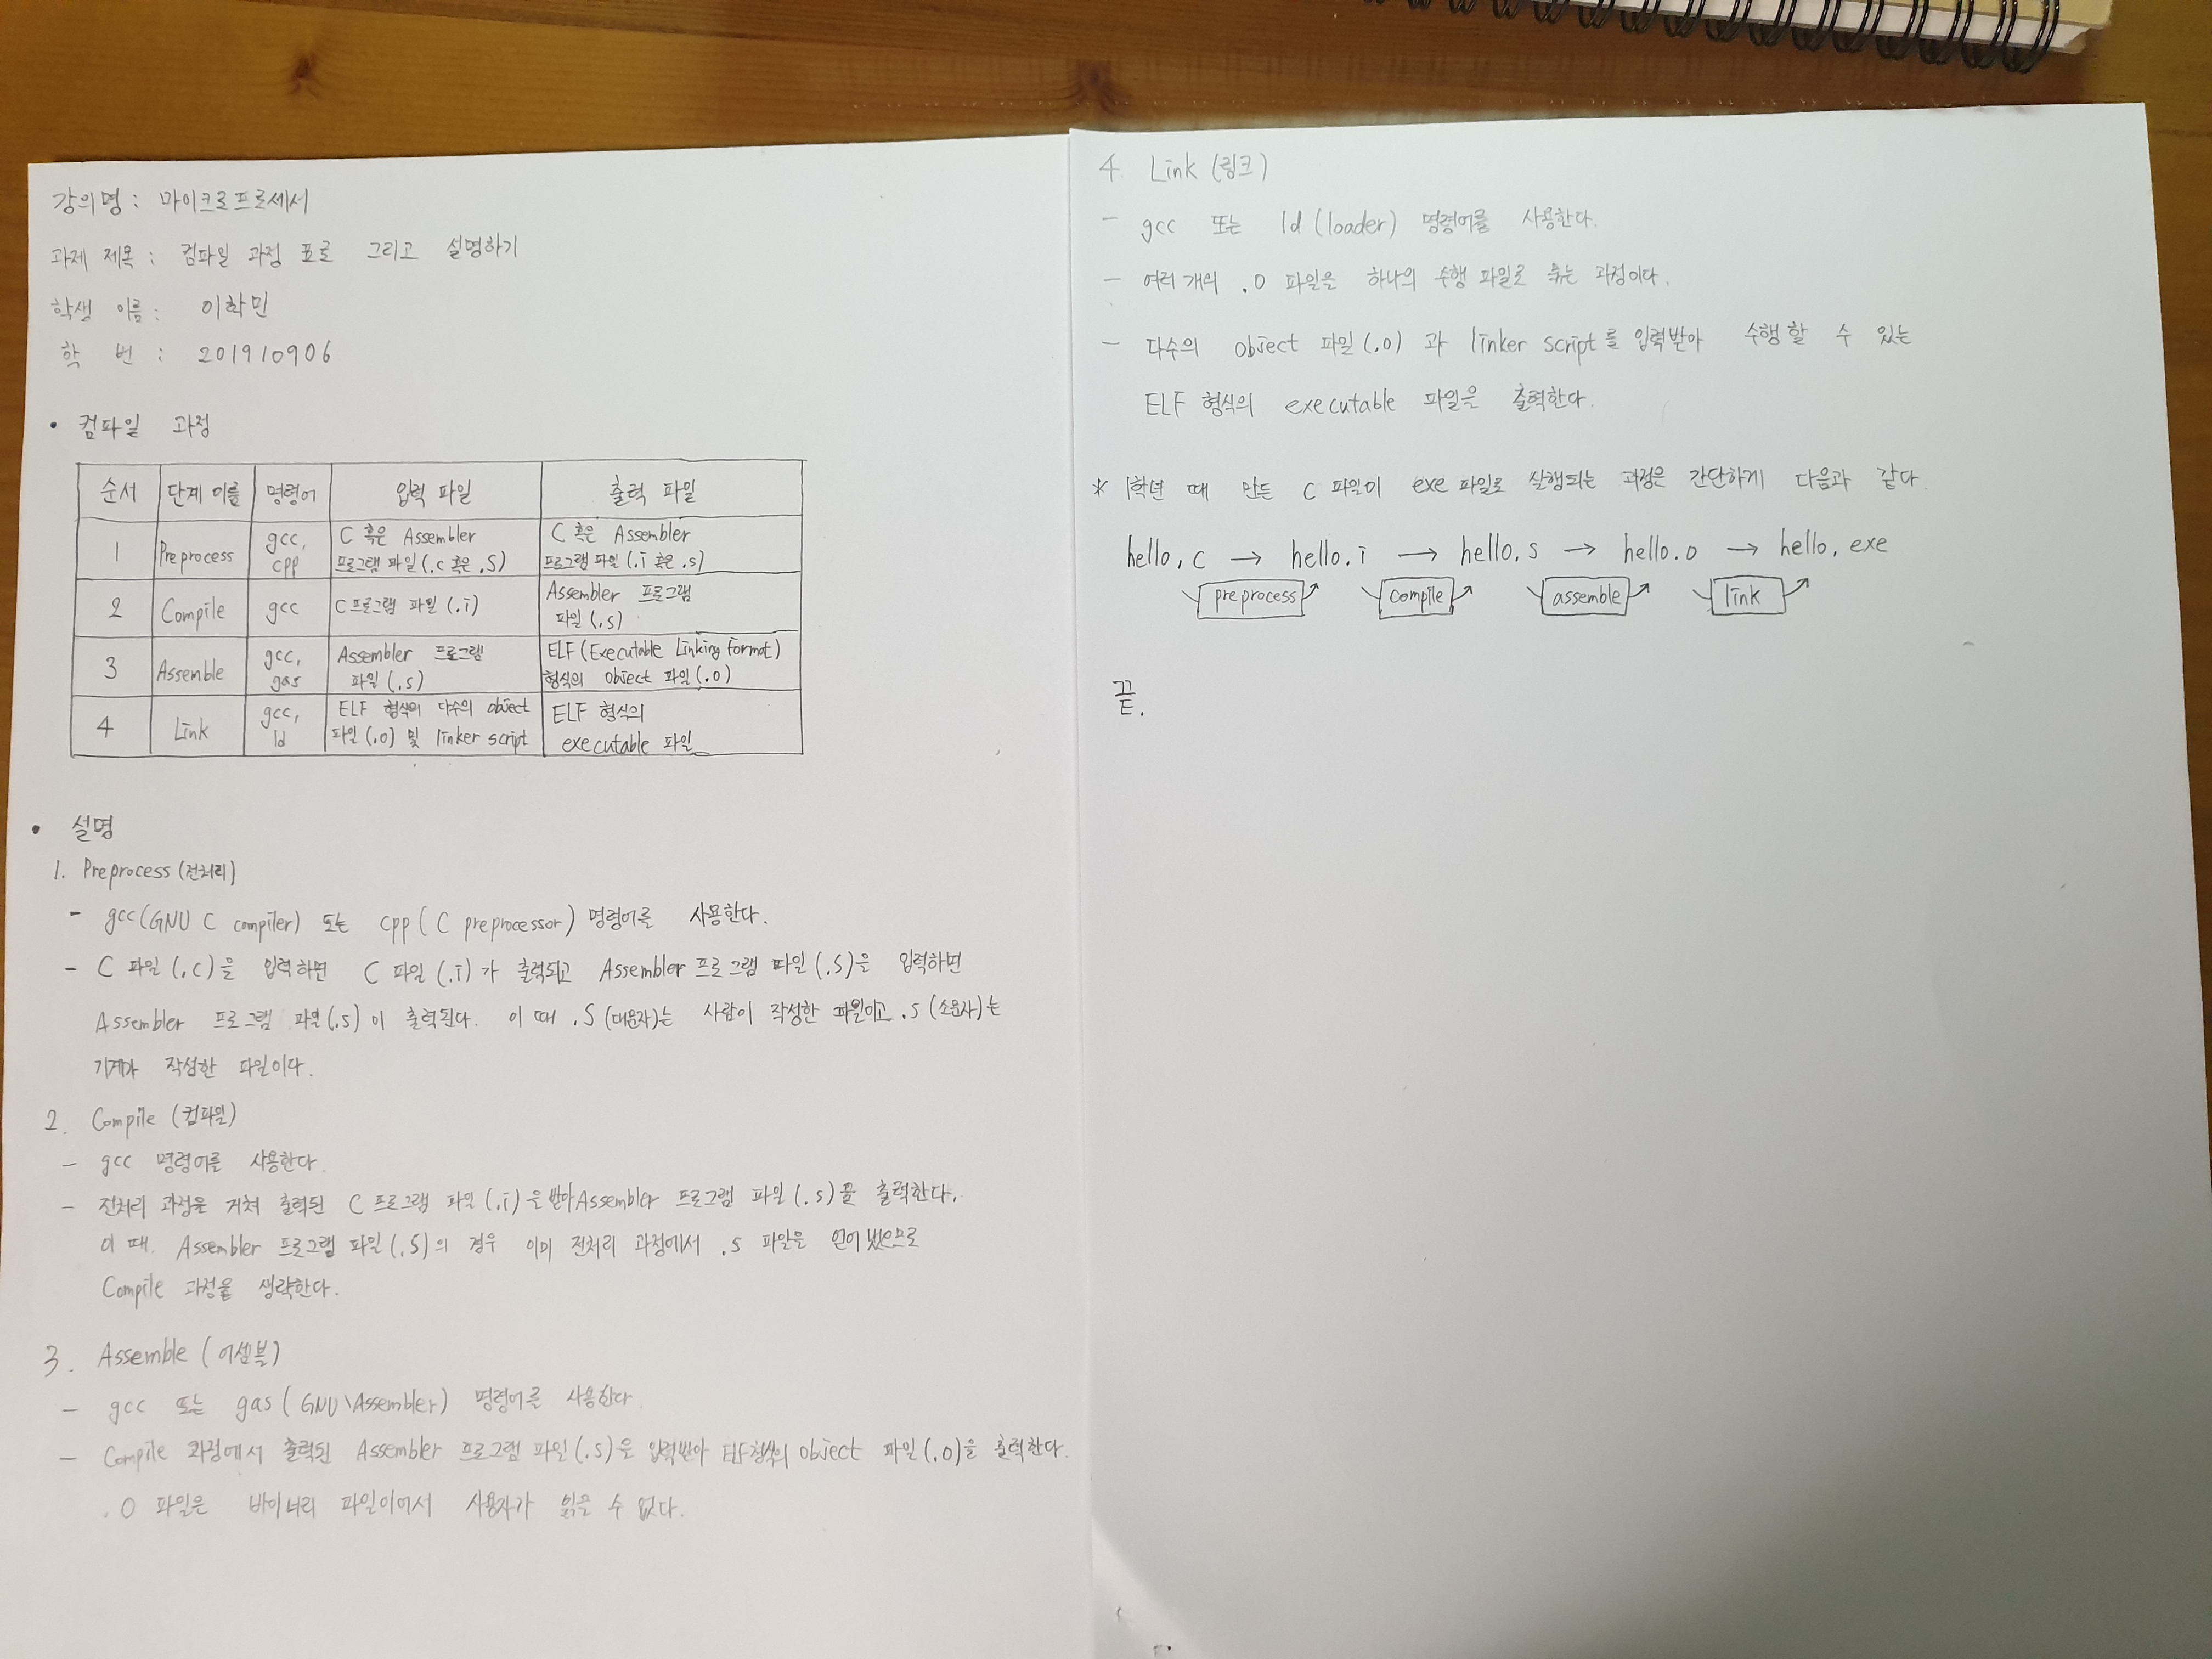 강의명 : 마이크로프로세서
과제 제목 : 컴파일 과정 표로 그리고 설명하기
학생 이름 : 이학민
학 번 : 201910906
• 컴파일 과정
순서 단계 이름 명령어 입력 파일 출력 파일
1 Preprocess gcc, cpp C 혹은 Assembler 프로그램 파일(.c 혹은 .S) C 혹은 Assembler 프로그램 파일(.i 혹은 .s)
2 Compile gcc C 프로그램 파일(.i) Assembler 프로그램 파일(.s)
3 Assemble gcc, gas Assembler 프로그램 파일(.s) ELF(Executable Linking Format) 형식의 object 파일(.o)
4 Link gcc, ld ELF 형식의 다수의 object 파일(.o) 및 linker script ELF 형식의 executable 파일
• 설명
1. Preprocess(전처리)
- gcc(GNU C compiler) 또는 cpp(C preprocessor) 명령어를 사용한다.
- C 파일(.c)을 입력하면 C 파일(.i)가 출력되고 Assembler 프로그램 파일(.S)을 입력하면
Assembler 프로그램 파일(.s)이 출력된다. 이 때 .S(대문자)는 사람이 작성한 파일이고 .s(소문자)는
기계가 작성한 파일이다.
2. Compile (컴파일)
- gcc 명령어를 사용한다.
- 전처리 과정을 거쳐 출력된 C 프로그램 파일(.i)을 받아 Assembler 프로그램 파일(.s)를 출력한다.
이 때. Assembler 프로그램 파일(.S)의 경우 이미 전처리 과정에서 .s 파일을 얻어냈으므로
Compile 과정을 생략한다.
3. Assemble (어셈블)
- gcc 또는 gas(GNU Assembler) 명령어를 사용한다.
- Compile 과정에서 출력된 Assembler 프로그램 파일(.s)을 입력받아 ELF형식의 object 파일(.o)을 출력한다.
.o 파일은 바이너리 파일이어서 사용자가 읽을 수 없다.
4. Link (링크)
- gcc 또는 ld(loader) 명령어를 사용한다.
- 여러 개의 .o 파일을 하나의 수행 파일로 묶는 과정이다.
- 다수의 object 파일(.o)과 linker script를 입력받아 수행할 수 있는
ELF 형식의 executable 파일을 출력한다.
* 1학년 때 만든 C 파일이 exe 파일로 실행되는 과정은 간단하게 다음과 같다.
hello.c → hello.i → hello.s → hello.o → hello.exe
preprocess compile assemble link
끝.